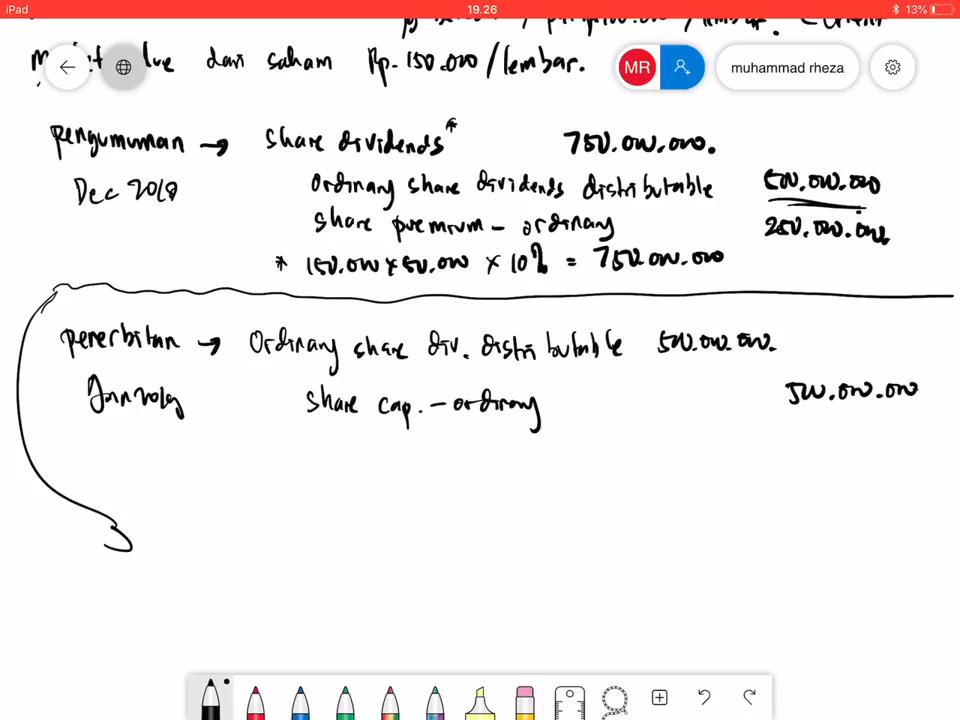 iPad 19.26 13%
/lembar.
dari saham Rp. 150.000 / lembar.
MR muhammad rheza
pengumuman → share dividends* 750.000.000.
Dec 2018 Ordinary share dividends distributable 500.000.000
share premium - ordinary 250.000.000
* 150.000 x 50.000 x 10% = 750.000.000
penerbitan → Ordinary share div. distributable 500.000.000.
Jan 2019 share cap. - ordinary 500.000.000